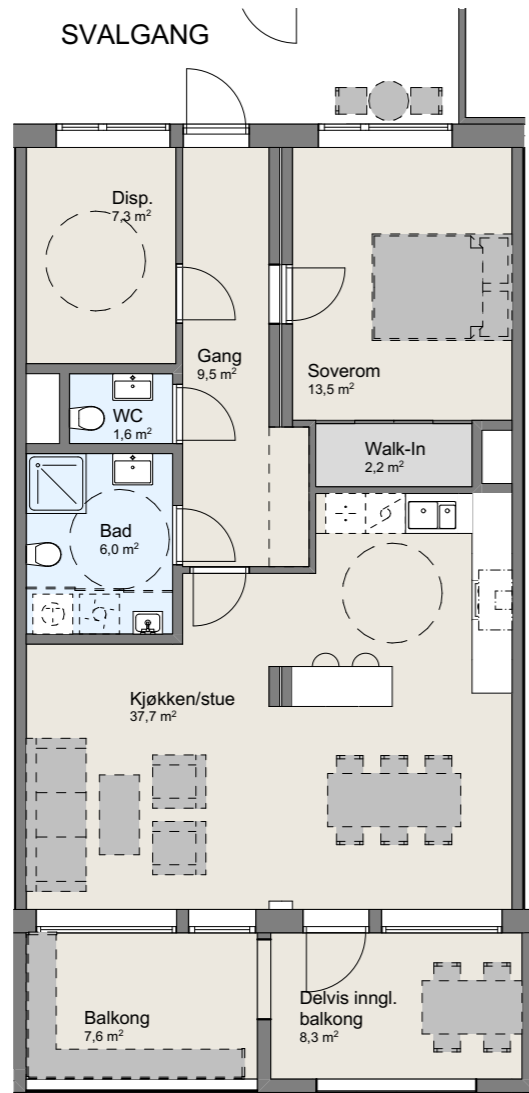 SVALGANG
Disp.
7,3 m²
Gang
9,5 m²
Soverom
13,5 m²
WC
1,6 m²
Walk-In
2,2 m²
Bad
6,0 m²
Kjøkken/stue
37,7 m²
Balkong
7,6 m²
Delvis inngl.
balkong
8,3 m²